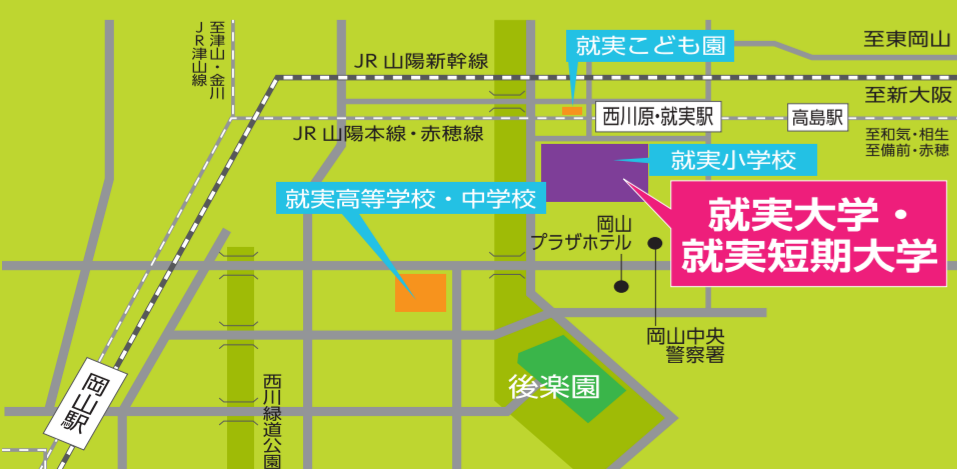 至津山・金川
JR津山線
JR 山陽新幹線
就実こども園
至東岡山
至新大阪
JR 山陽本線・赤穂線
西川原・就実駅
高島駅
至和気・相生
至備前・赤穂
就実小学校
就実高等学校・中学校
就実大学・
就実短期大学
岡山
プラザホテル
岡山中央
警察署
岡山駅
西川緑道公園
後楽園